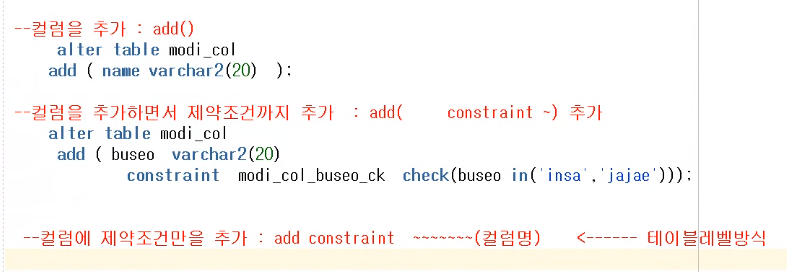 --컬럼을 추가 : add()
alter table modi_col
add ( name varchar2(20) );
--컬럼을 추가하면서 제약조건까지 추가 : add( constraint ~) 추가
alter table modi_col
add ( buseo varchar2(20)
constraint modi_col_buseo_ck check(buseo in('insa','jajae')));
--컬럼에 제약조건만을 추가 : add constraint ~~~~~~~(컬럼명) <------ 테이블레벨방식